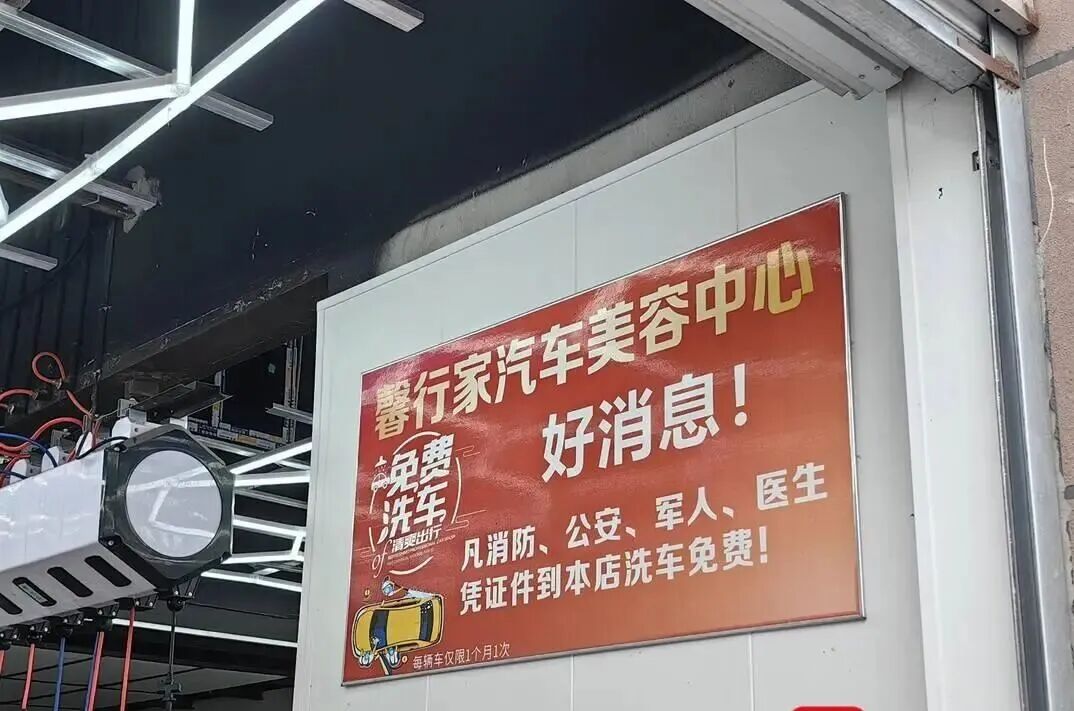 馨行家汽车美容中心
好消息！
免费
洗车
清爽出行
of
凡消防、公安、军人、医生
凭证件到本店洗车免费！
每辆车仅限1个月1次